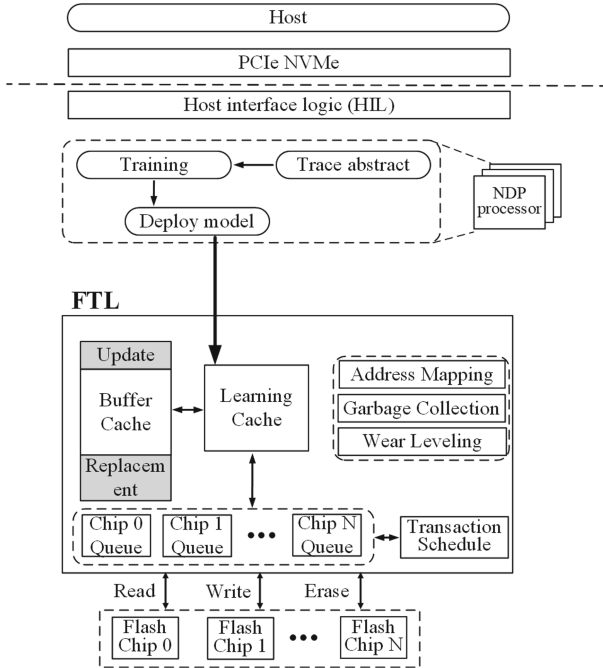 Host
PCIe NVMe
Host interface logic (HIL)
Training
Trace abstract
Deploy model
NDP
processor
FTL
Update
Buffer
Cache
Replacem
ent
Learning
Cache
Address Mapping
Garbage Collection
Wear Leveling
Chip 0
Queue
Chip 1
Queue
•••
Chip N
Queue
Transaction
Schedule
Read
Write
Erase
Flash
Chip 0
Flash
Chip 1
•••
Flash
Chip N